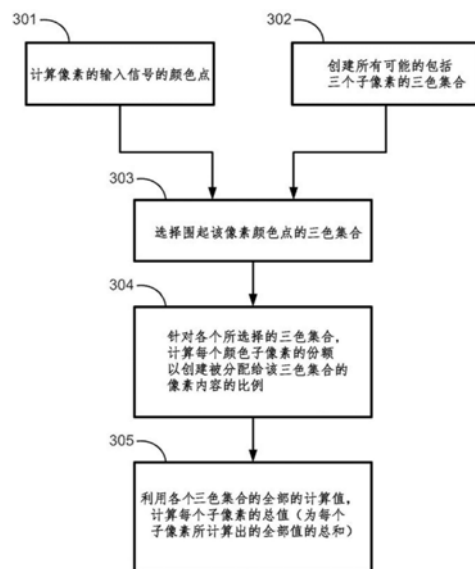 301
302
计算像素的输入信号的颜色点
创建所有可能的包括
三个子像素的三色集合
303
选择围起该像素颜色点的三色集合
304
针对各个所选择的三色集合，
计算每个颜色子像素的份额
以创建被分配给该三色集合的
像素内容的比例
305
利用各个三色集合的全部的计算值，
计算每个子像素的总值（为每个
子像素所计算出的全部值的总和）